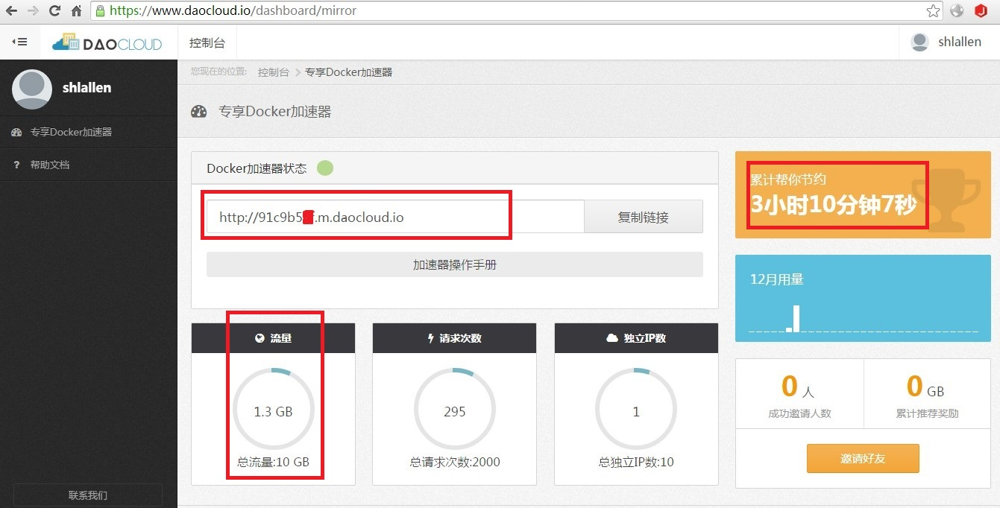 https://www.daocloud.io/dashboard/mirror
DAOCLOUD
控制台
shlallen
shlallen
专享Docker加速器
帮助文档
联系我们
您现在的位置:
控制台 > 专享Docker加速器
专享Docker加速器
Docker加速器状态
http://91c9b5 f.m.daocloud.io
复制链接
加速器操作手册
流量
1.3 GB
总流量:10 GB
请求次数
295
总请求次数:2000
独立IP数
1
总独立IP数:10
累计帮你节约
3小时10分钟7秒
12月用量
0 人
成功邀请人数
0 GB
累计推荐奖励
邀请好友